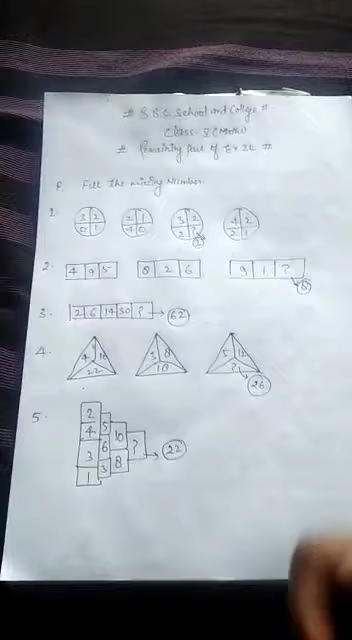 # S.B.S School and College #
Class-8 (Maths)
# Remaining part of Ex 26 #
F. Fill the missing Number.
1. 3 2 0 1 2 1 4 0 3 2 2 ? 4 2 2 1
2. 4 9 5 8 2 6 9 1 ? 8
3. 2 6 14 30 ? 62
4. 4 16 22 3 8 5 12 ? 26
5. 2 4 3 1 5 6 3 10 8 ? 22